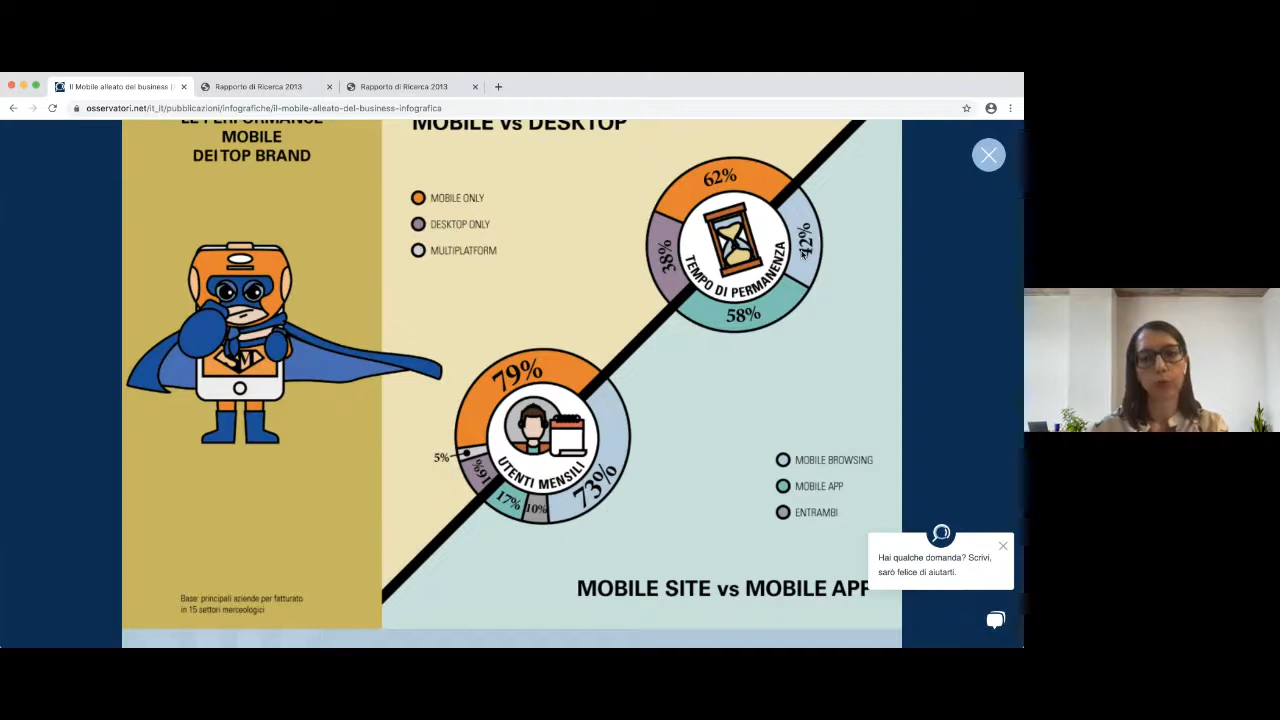 Il Mobile alleato del business |
Rapporto di Ricerca 2013
Rapporto di Ricerca 2013
osservatori.net/it_it/pubblicazioni/infografiche/il-mobile-alleato-del-business-infografica
LE PERFORMANCE
MOBILE
DEI TOP BRAND
MOBILE vs DESKTOP
MOBILE ONLY
DESKTOP ONLY
MULTIPLATFORM
62%
38%
42%
58%
TEMPO DI PERMANENZA
M
79%
5%
16%
17%
10%
73%
UTENTI MENSILI
MOBILE BROWSING
MOBILE APP
ENTRAMBI
MOBILE SITE vs MOBILE APP
Base: principali aziende per fatturato
in 15 settori merceologici
Hai qualche domanda? Scrivi,
sarò felice di aiutarti.